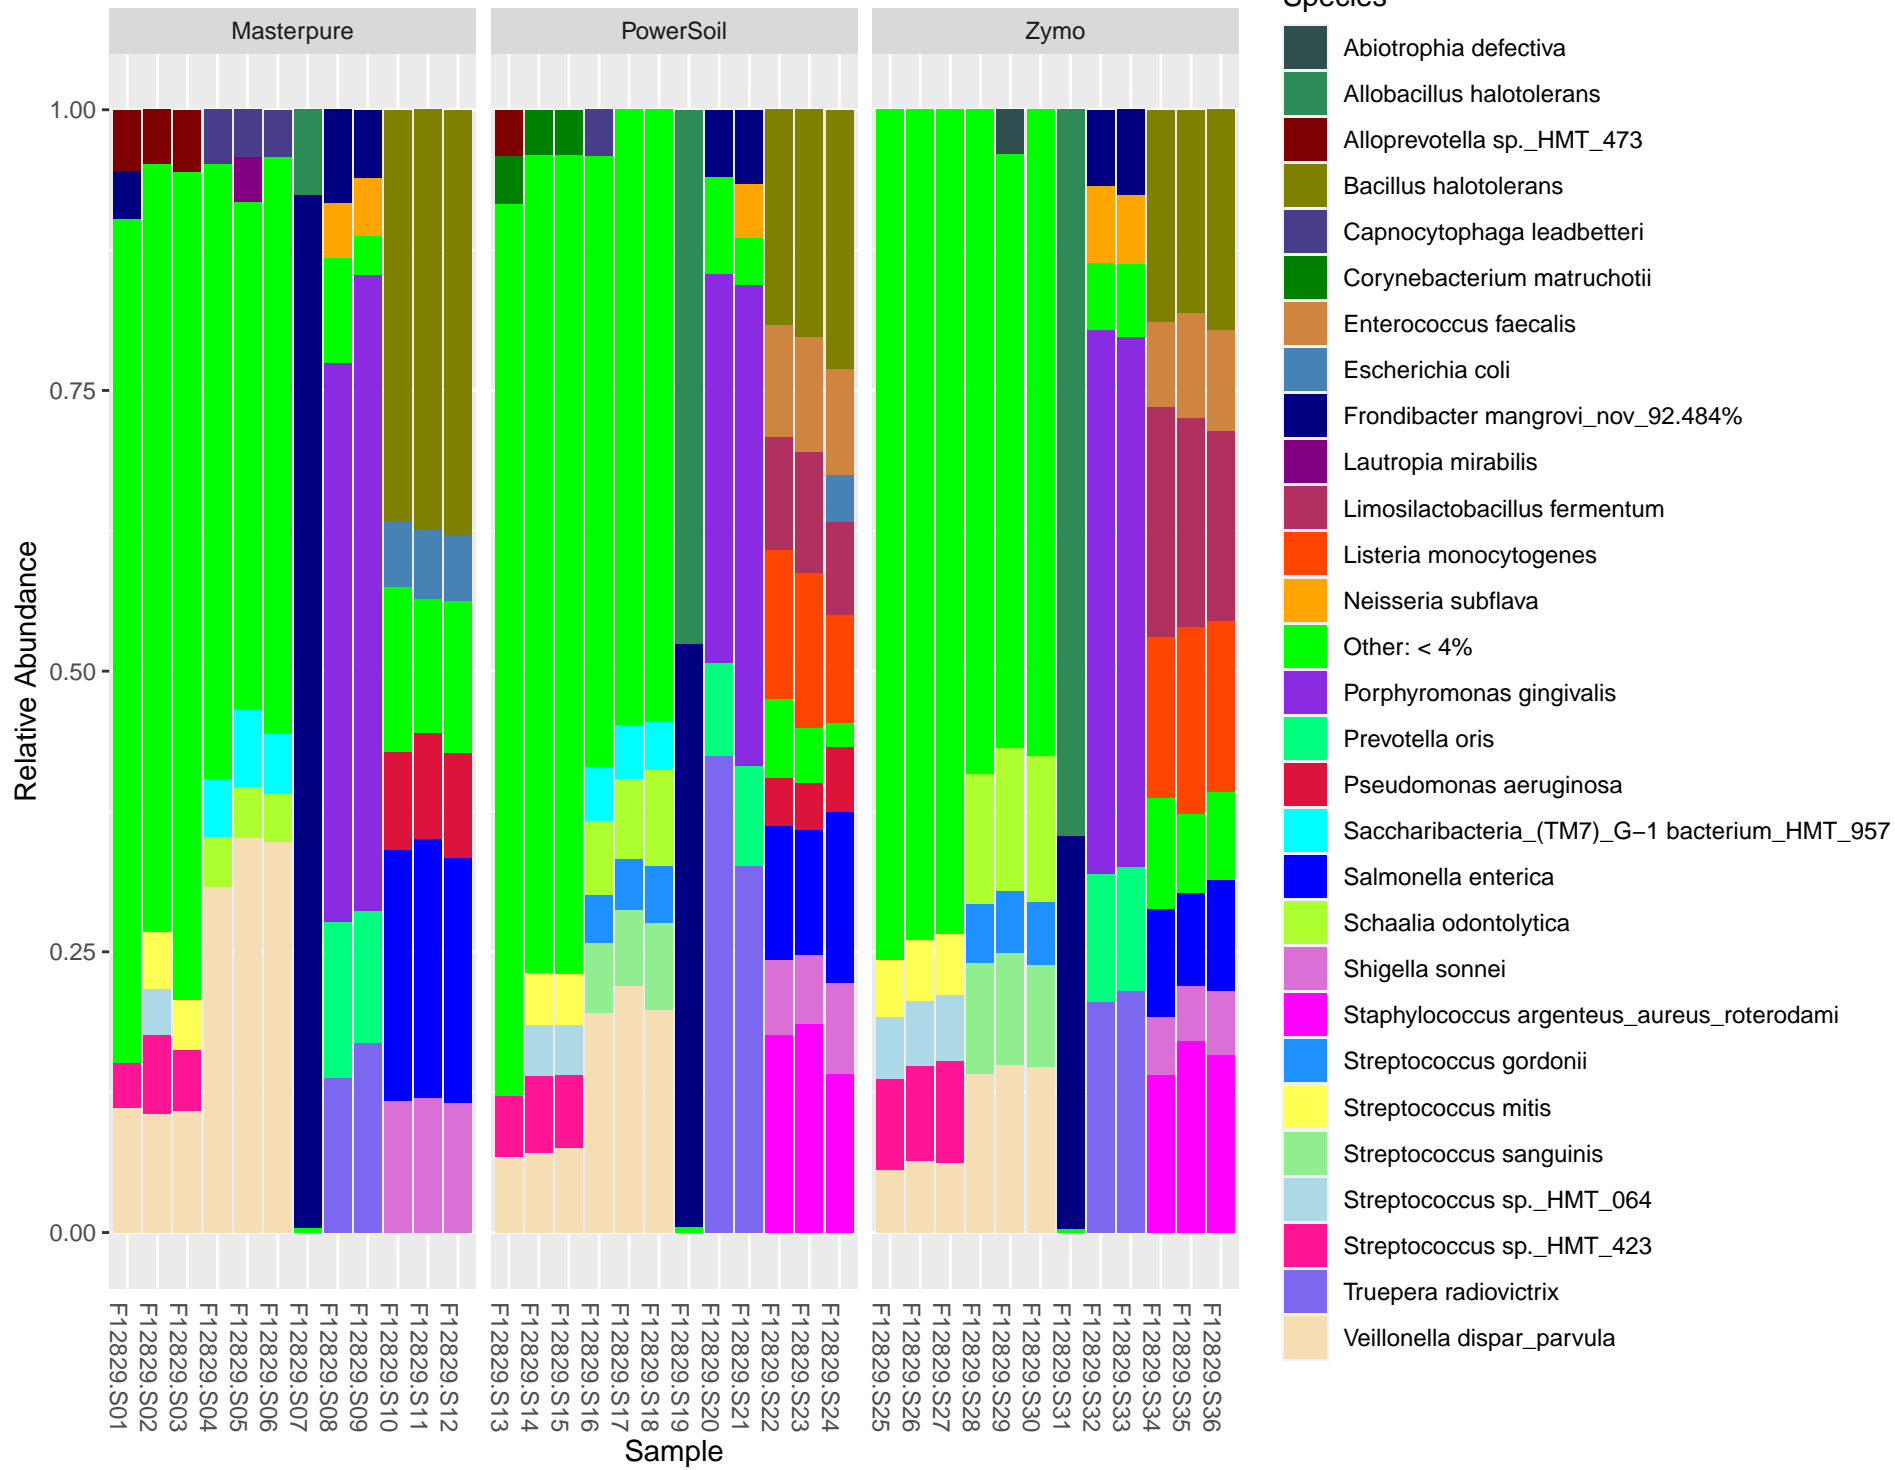 Species
Masterpure
PowerSoil
Zymo
Abiotrophia defectiva
Allobacillus halotolerans
Alloprevotella sp._HMT_473
Bacillus halotolerans
Capnocytophaga leadbetteri
Corynebacterium matruchotii
Enterococcus faecalis
Escherichia coli
Frondibacter mangrovi_nov_92.484%
Lautropia mirabilis
Limosilactobacillus fermentum
Listeria monocytogenes
Neisseria subflava
Other: < 4%
Porphyromonas gingivalis
Prevotella oris
Pseudomonas aeruginosa
Saccharibacteria_(TM7)_G−1 bacterium_HMT_957
Salmonella enterica
Schaalia odontolytica
Shigella sonnei
Staphylococcus argenteus_aureus_roterodami
Streptococcus gordonii
Streptococcus mitis
Streptococcus sanguinis
Streptococcus sp._HMT_064
Streptococcus sp._HMT_423
Truepera radiovictrix
Veillonella dispar_parvula
1.00
0.75
0.50
0.25
0.00
Relative Abundance
F12829.S01
F12829.S02
F12829.S03
F12829.S04
F12829.S05
F12829.S06
F12829.S07
F12829.S08
F12829.S09
F12829.S10
F12829.S11
F12829.S12
F12829.S13
F12829.S14
F12829.S15
F12829.S16
F12829.S17
F12829.S18
F12829.S19
F12829.S20
F12829.S21
F12829.S22
F12829.S23
F12829.S24
F12829.S25
F12829.S26
F12829.S27
F12829.S28
F12829.S29
F12829.S30
F12829.S31
F12829.S32
F12829.S33
F12829.S34
F12829.S35
F12829.S36
Sample